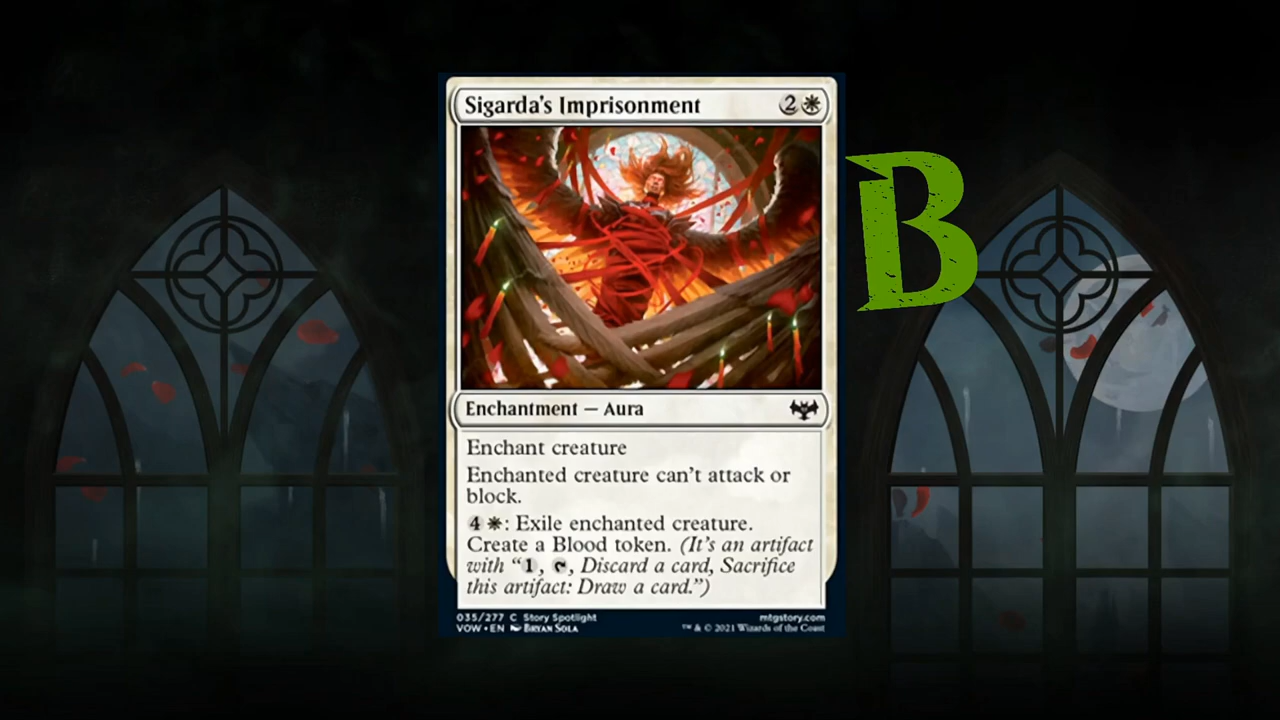 Sigarda's Imprisonment 2
B
Enchantment — Aura
Enchant creature
Enchanted creature can't attack or
block.
4 : Exile enchanted creature.
Create a Blood token. (It's an artifact
with “1, , Discard a card, Sacrifice
this artifact: Draw a card.”)
035/277 C Story Spotlight
mtgstory.com
VOW • EN Bryan Sola
™ & © 2021 Wizards of the Coast